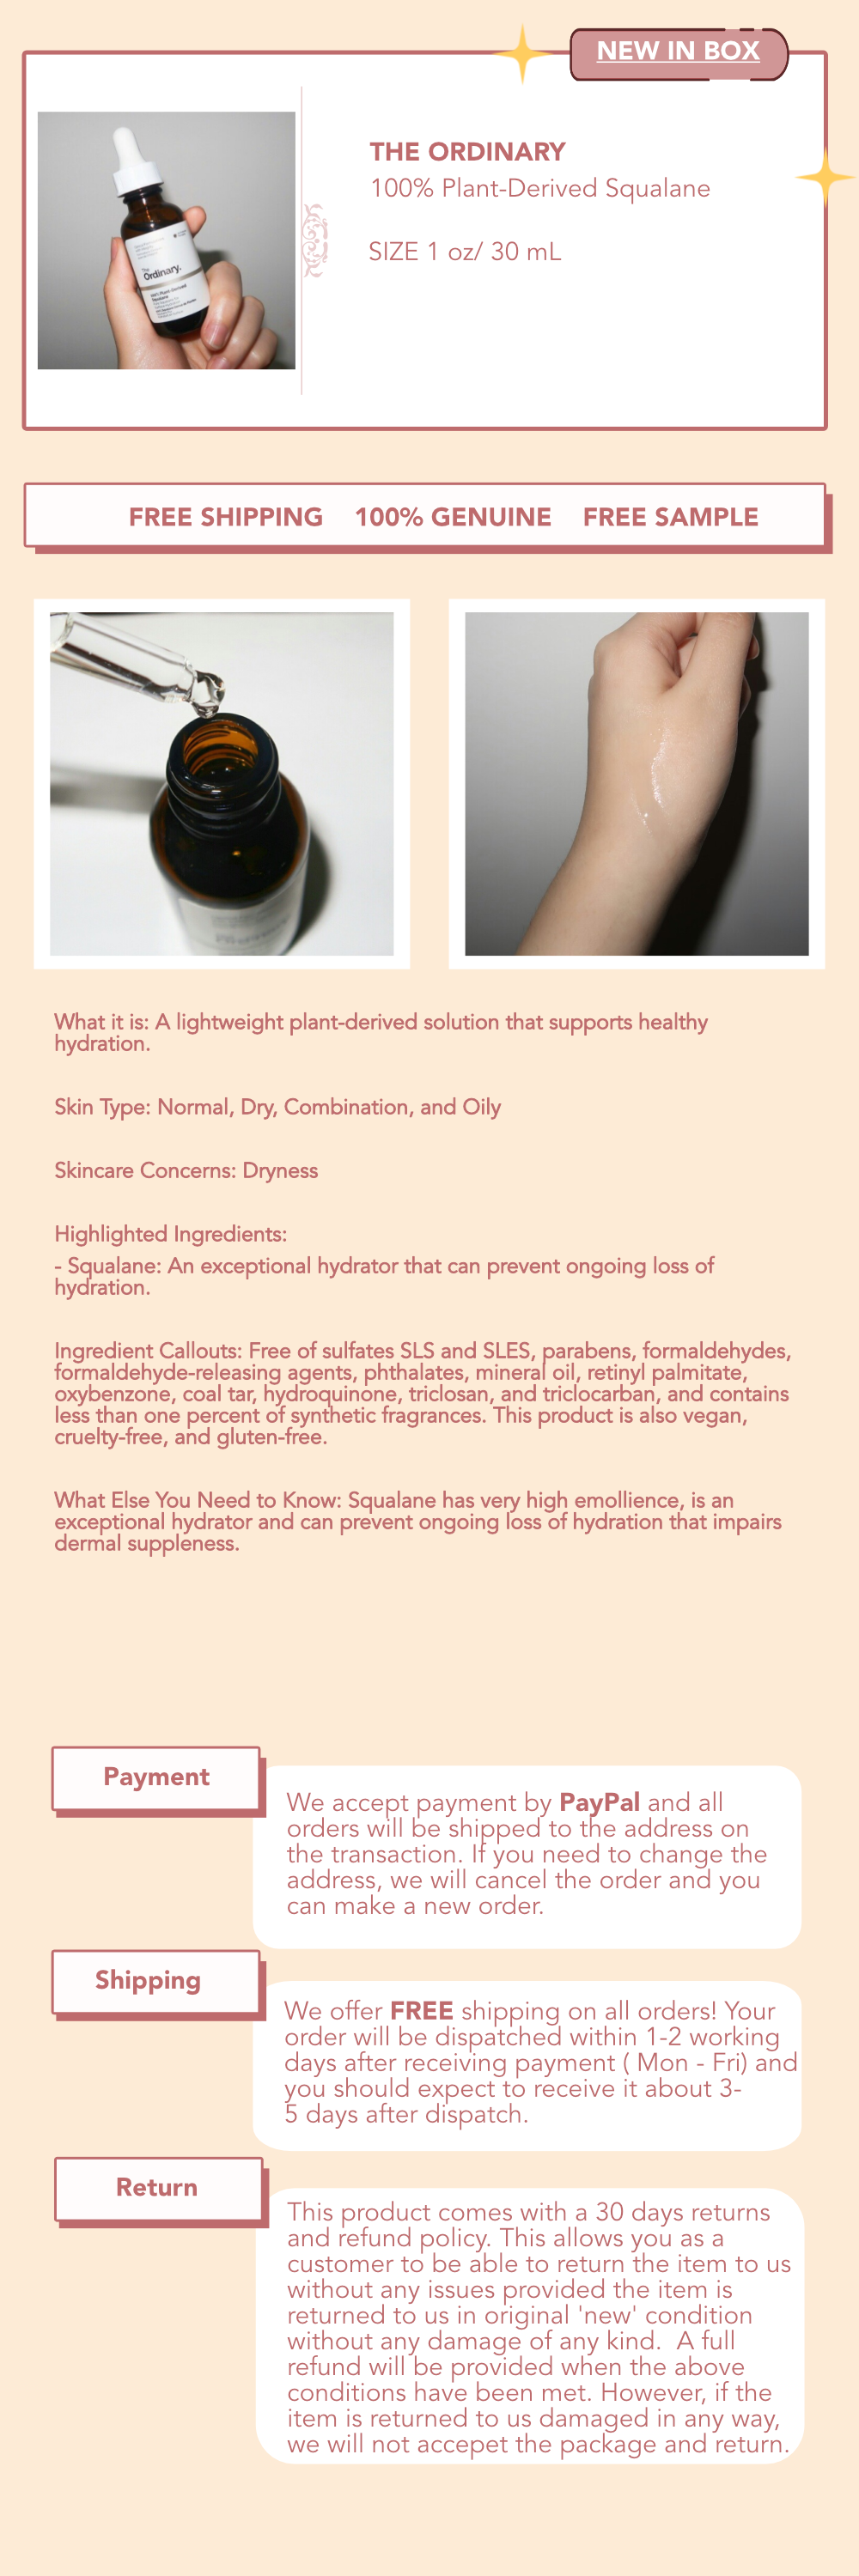 NEW IN BOX
THE ORDINARY
100% Plant-Derived Squalane
SIZE 1 oz/ 30 mL
The
Ordinary.
100% Plant-Derived
Squalane
FREE SHIPPING 100% GENUINE FREE SAMPLE
What it is: A lightweight plant-derived solution that supports healthy
hydration.
Skin Type: Normal, Dry, Combination, and Oily
Skincare Concerns: Dryness
Highlighted Ingredients:
- Squalane: An exceptional hydrator that can prevent ongoing loss of
hydration.
Ingredient Callouts: Free of sulfates SLS and SLES, parabens, formaldehydes,
formaldehyde-releasing agents, phthalates, mineral oil, retinyl palmitate,
oxybenzone, coal tar, hydroquinone, triclosan, and triclocarban, and contains
less than one percent of synthetic fragrances. This product is also vegan,
cruelty-free, and gluten-free.
What Else You Need to Know: Squalane has very high emollience, is an
exceptional hydrator and can prevent ongoing loss of hydration that impairs
dermal suppleness.
Payment
We accept payment by PayPal and all
orders will be shipped to the address on
the transaction. If you need to change the
address, we will cancel the order and you
can make a new order.
Shipping
We offer FREE shipping on all orders! Your
order will be dispatched within 1-2 working
days after receiving payment ( Mon - Fri) and
you should expect to receive it about 3-
5 days after dispatch.
Return
This product comes with a 30 days returns
and refund policy. This allows you as a
customer to be able to return the item to us
without any issues provided the item is
returned to us in original 'new' condition
without any damage of any kind.  A full
refund will be provided when the above
conditions have been met. However, if the
item is returned to us damaged in any way,
we will not accepet the package and return.